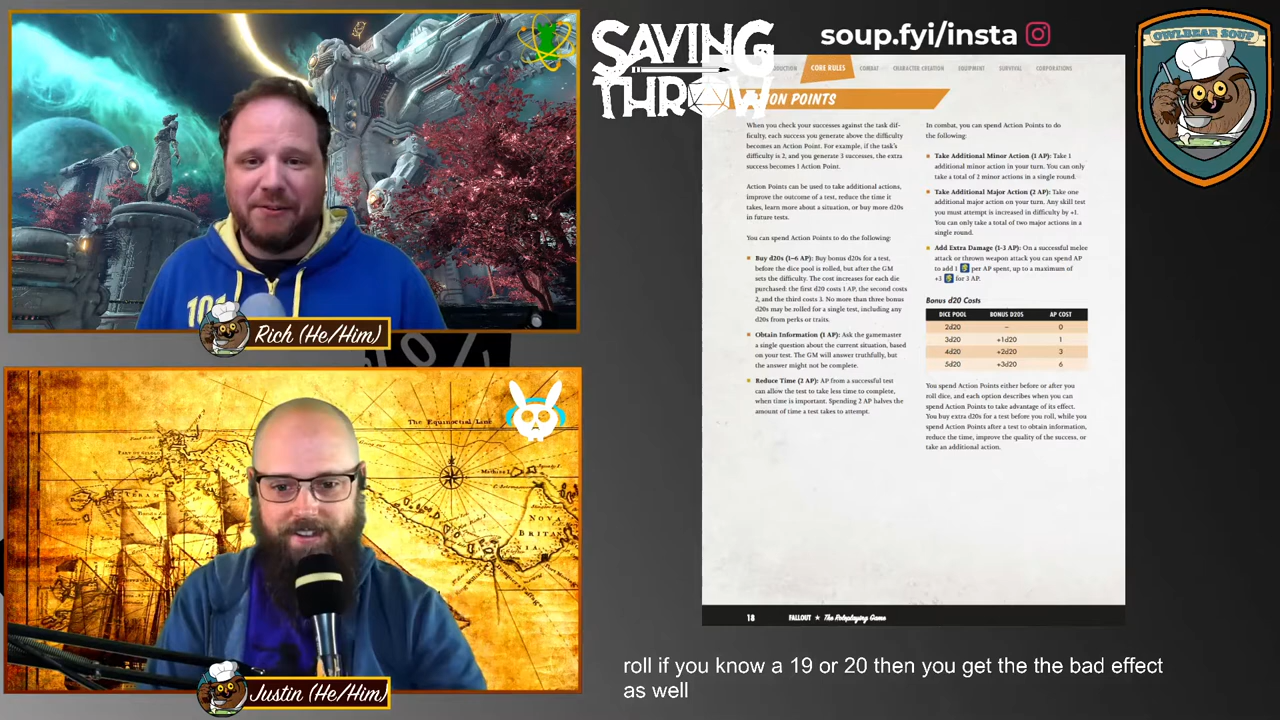 SAVING
THROW
soup.fyi/insta
OWLBEAR SOUP
CORE RULES
COMBAT
CHARACTER CREATION
EQUIPMENT
SURVIVAL
CORPORATIONS
ON POINTS
When you check your successes against the task dif-
ficulty, each success you generate above the difficulty
becomes an Action Point. For example, if the task's
difficulty is 2, and you generate 3 successes, the extra
success becomes 1 Action Point.
Action Points can be used to take additional actions,
improve the outcome of a test, reduce the time it
takes, learn more about a situation, or buy more d20s
in future tests.
You can spend Action Points to do the following:
Buy d20s (1–6 AP): Buy bonus d20s for a test,
before the dice pool is rolled, but after the GM
sets the difficulty. The cost increases for each die
purchased: the first d20 costs 1 AP, the second costs
2, and the third costs 3. No more than three bonus
d20s may be rolled for a single test, including any
d20s from perks or traits.
Obtain Information (1 AP): Ask the gamemaster
a single question about the current situation, based
on your test. The GM will answer truthfully, but
the answer might not be complete.
Reduce Time (2 AP): AP from a successful test
can allow the test to take less time to complete,
when time is important. Spending 2 AP halves the
amount of time a test takes to attempt.
In combat, you can spend Action Points to do
the following:
Take Additional Minor Action (1 AP): Take 1
additional minor action in your turn. You can only
take a total of 2 minor actions in a single round.
Take Additional Major Action (2 AP): Take one
additional major action on your turn. Any skill test
you must attempt is increased in difficulty by +1.
You can only take a total of two major actions in a
single round.
Add Extra Damage (1-3 AP): On a successful melee
attack or thrown weapon attack you can spend AP
to add 1 per AP spent, up to a maximum of
+3 for 3 AP.
Bonus d20 Costs
DICE POOL BONUS D20S AP COST
2d20 – 0
3d20 +1d20 1
4d20 +2d20 3
5d20 +3d20 6
You spend Action Points either before or after you
roll dice, and each option describes when you can
spend Action Points to take advantage of its effect.
You buy extra d20s for a test before you roll, while you
spend Action Points after a test to obtain information,
reduce the time, improve the quality of the success, or
take an additional action.
18 FALLOUT ★ The Roleplaying Game
Rich (He/Him)
The Equinoctial Line
NOVA
BRITAN
NIA
Justin (He/Him)
roll if you know a 19 or 20 then you get the the bad effect
as well